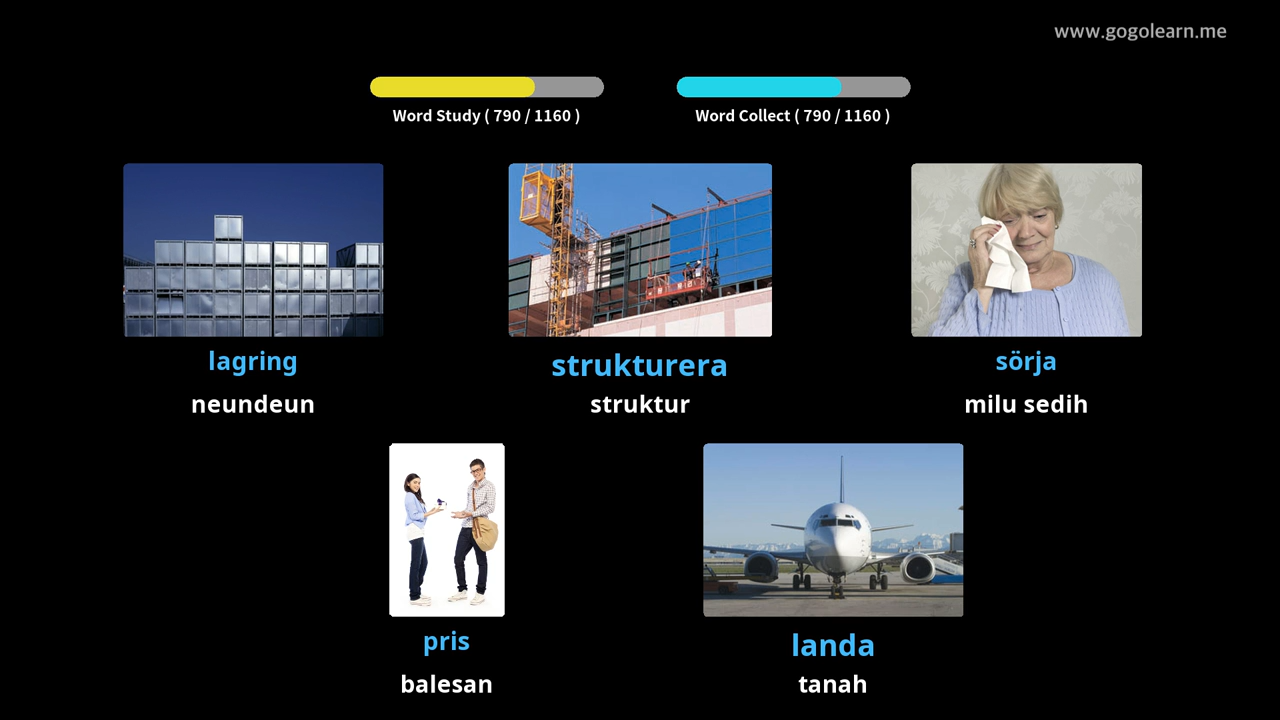 www.gogolearn.me
Word Study ( 790 / 1160 )
Word Collect ( 790 / 1160 )
lagring
neundeun
strukturera
struktur
sörja
milu sedih
pris
balesan
landa
tanah